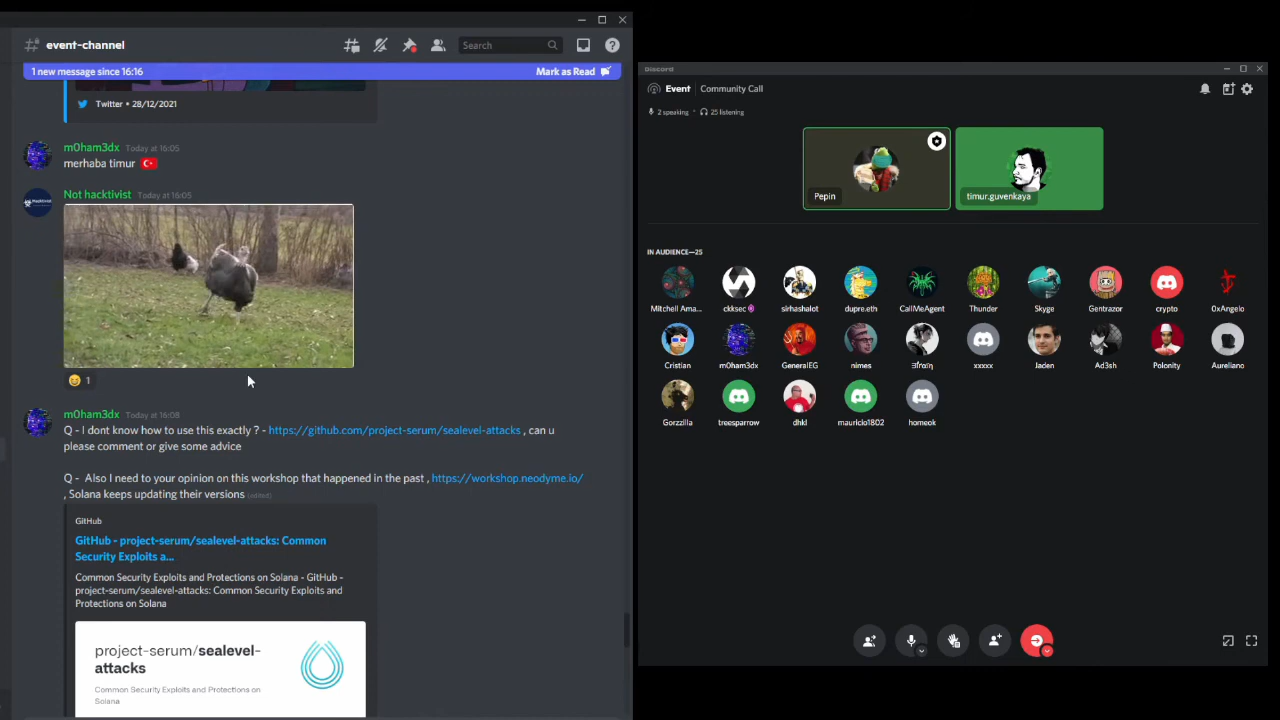 event-channel
Search
1 new message since 16:16
Mark as Read
Twitter • 28/12/2021
m0ham3dx Today at 16:05
merhaba timur
Not hacktivist Today at 16:05
1
m0ham3dx Today at 16:08
Q - I dont know how to use this exactly ? - https://github.com/project-serum/sealevel-attacks , can u
please comment or give some advice
Q - Also I need to your opinion on this workshop that happened in the past , https://workshop.neodyme.io/
, Solana keeps updating their versions (edited)
GitHub
GitHub - project-serum/sealevel-attacks: Common
Security Exploits a...
Common Security Exploits and Protections on Solana - GitHub -
project-serum/sealevel-attacks: Common Security Exploits and
Protections on Solana
project-serum/sealevel-
attacks
Common Security Exploits and Protections on
Solana
Discord
Event Community Call
2 speaking • 25 listening
Pepin
timur.guvenkaya
IN AUDIENCE—25
Mitchell Ama... ckksec sirhashalot dupre.eth CallMeAgent Thunder Skyge Gentrazor crypto 0xAngelo
Cristian m0ham3dx GeneralEG nimes xxxxx Jaden Ad3sh Polonity Aureliano
Gorzzilla treesparrow dhkl mauricio1802 homeok